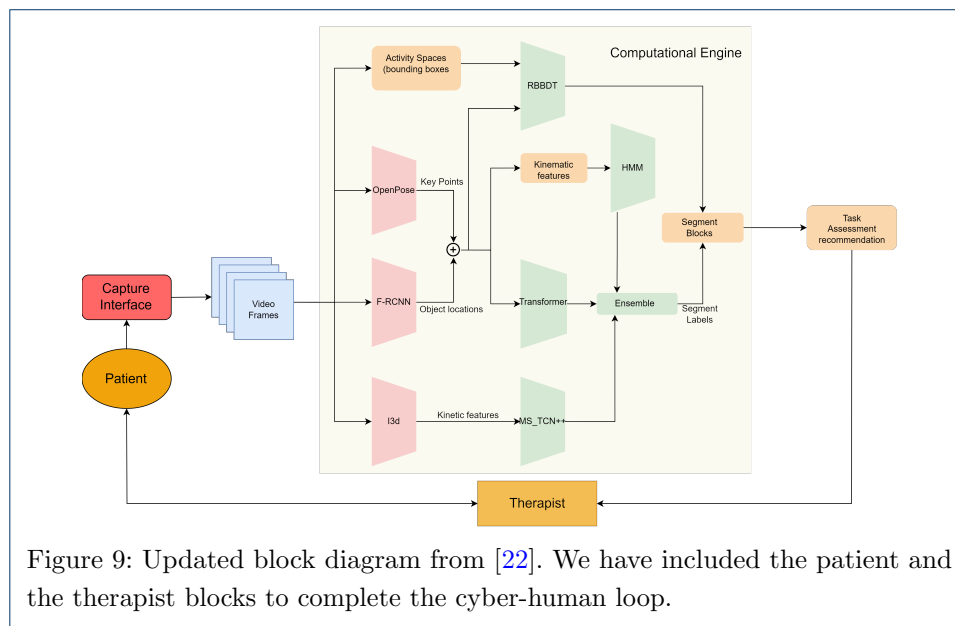 Computational Engine
Activity Spaces
(bounding boxes
RBBDT
OpenPose
Key Points
Kinematic
features
HMM
Segment
Blocks
Task
Assessment
recommendation
+
Capture
Interface
Video
Frames
F-RCNN
Object locations
Transformer
Ensemble
Segment
Labels
Patient
I3d
Kinetic features
MS_TCN++
Therapist
Figure 9: Updated block diagram from [22]. We have included the patient and
the therapist blocks to complete the cyber-human loop.